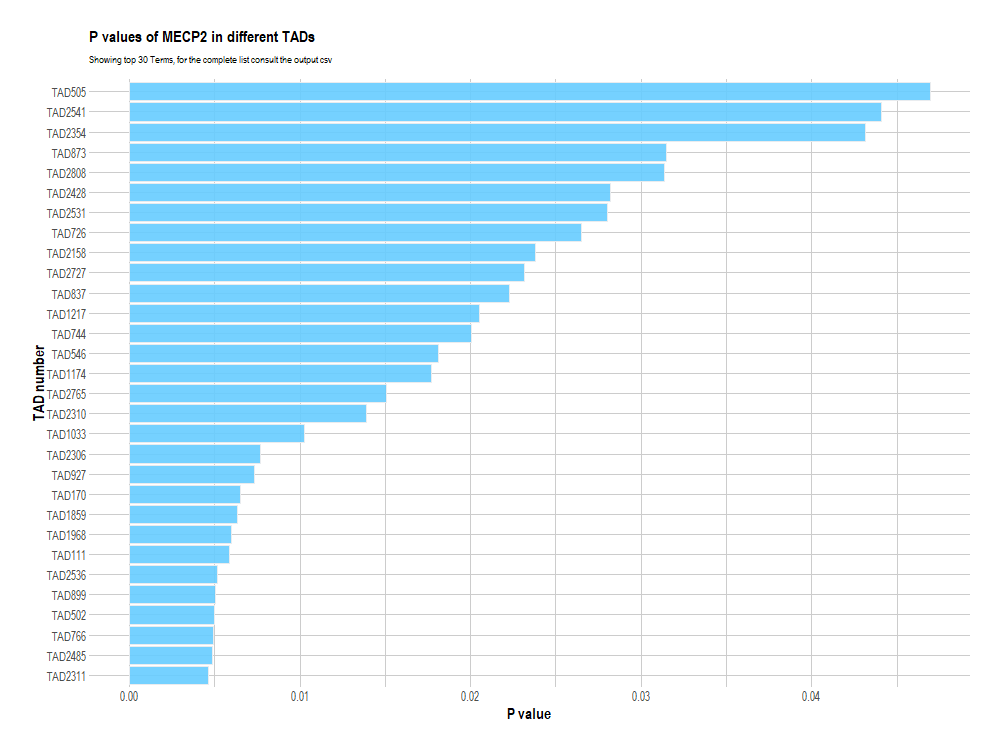 P values of MECP2 in different TADs
Showing top 30 Terms, for the complete list consult the output csv
TAD number
TAD505
TAD2541
TAD2354
TAD873
TAD2808
TAD2428
TAD2531
TAD726
TAD2158
TAD2727
TAD837
TAD1217
TAD744
TAD546
TAD1174
TAD2765
TAD2310
TAD1033
TAD2306
TAD927
TAD170
TAD1859
TAD1968
TAD111
TAD2536
TAD899
TAD502
TAD766
TAD2485
TAD2311
0.00 0.01 0.02 0.03 0.04
P value